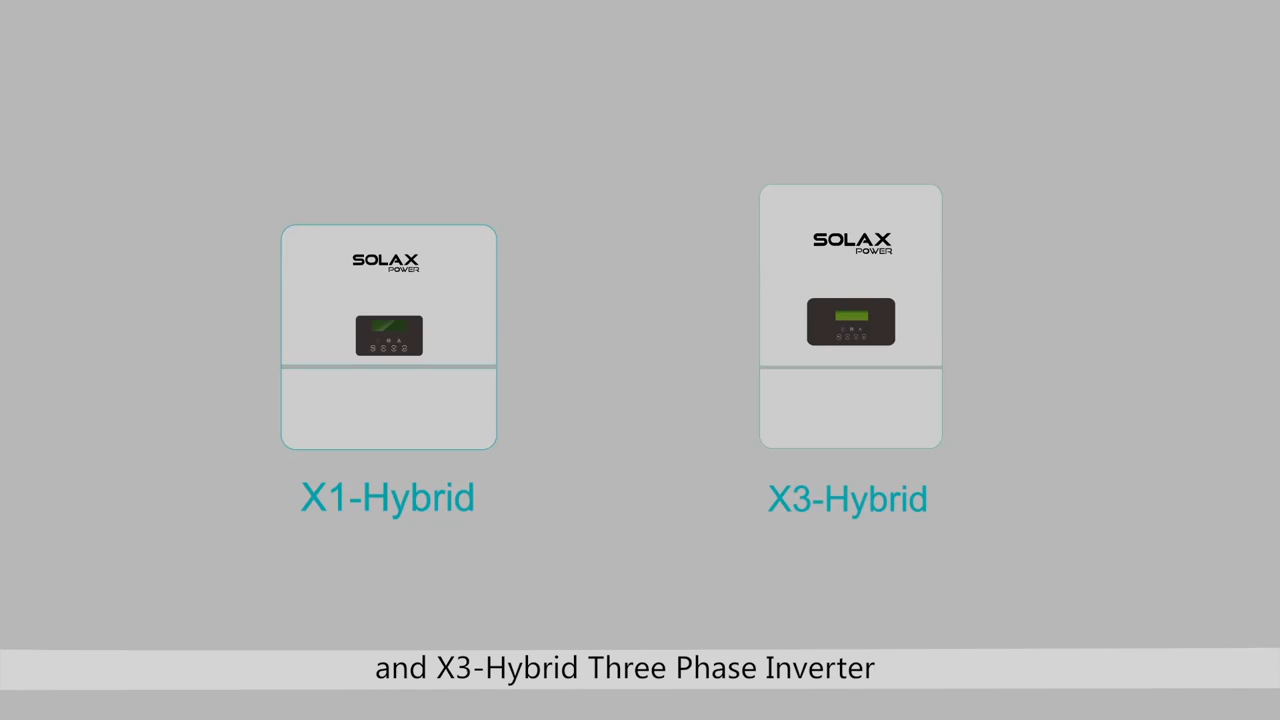 SOLAX
POWER
SOLAX
POWER
X1-Hybrid
X3-Hybrid
and X3-Hybrid Three Phase Inverter